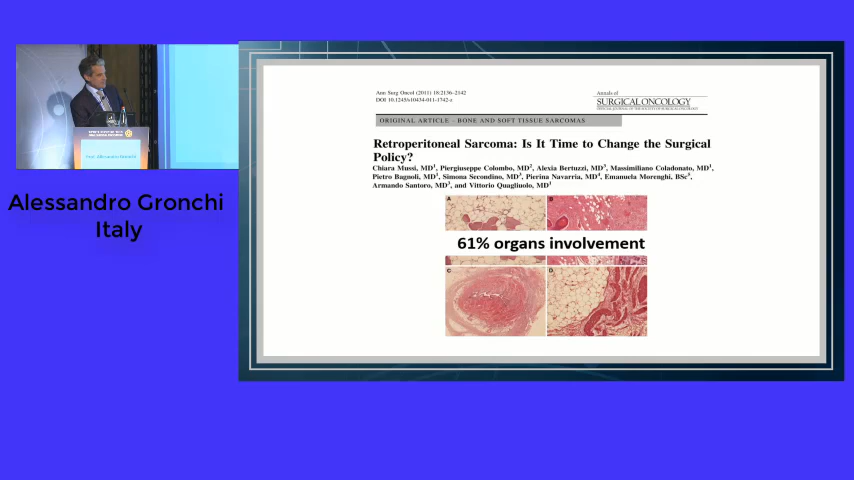 Alessandro Gronchi
Italy
Ann Surg Oncol (2011) 18:2136–2142
DOI 10.1245/s10434-011-1742-z
Annals of
SURGICAL ONCOLOGY
ORIGINAL ARTICLE – BONE AND SOFT TISSUE SARCOMAS
Retroperitoneal Sarcoma: Is It Time to Change the Surgical
Policy?
Chiara Mussi, MD1, Piergiuseppe Colombo, MD2, Alexia Bertuzzi, MD3, Massimiliano Coladonato, MD1,
Pietro Bagnoli, MD1, Simona Secondino, MD3, Pierina Navarria, MD4, Emanuela Morenghi, BSc5,
Armando Santoro, MD3, and Vittorio Quagliuolo, MD1
A
B
61% organs involvement
C
D